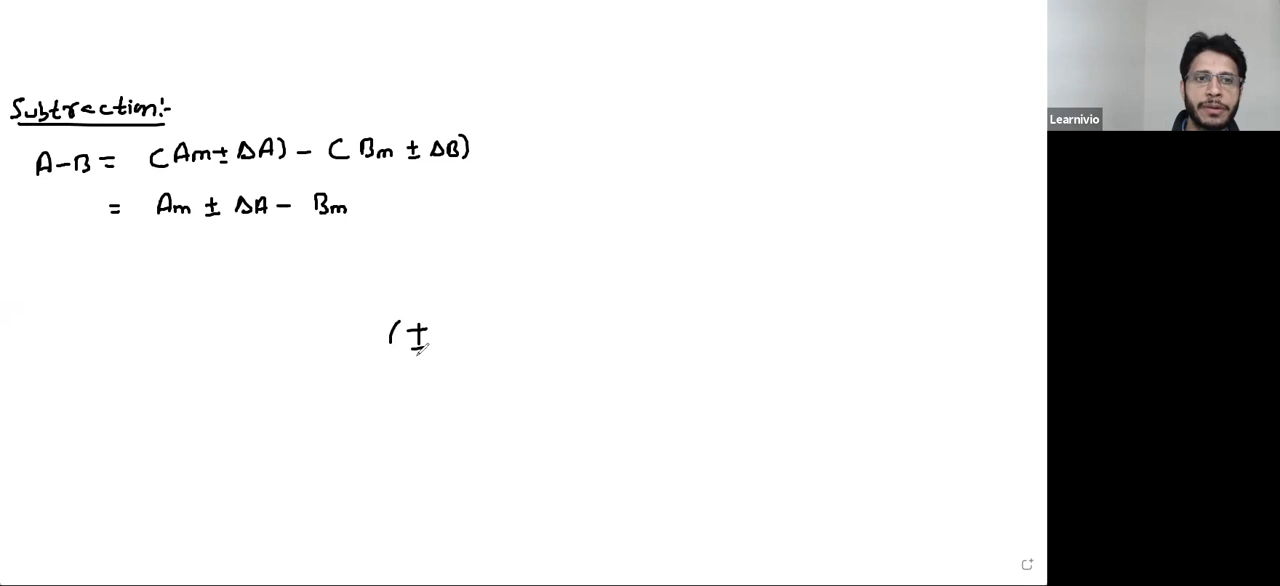 Subtraction:-
A-B = (Am ± ΔA) - (Bm ± ΔB)
= Am ± ΔA - Bm
(±
Learnivio